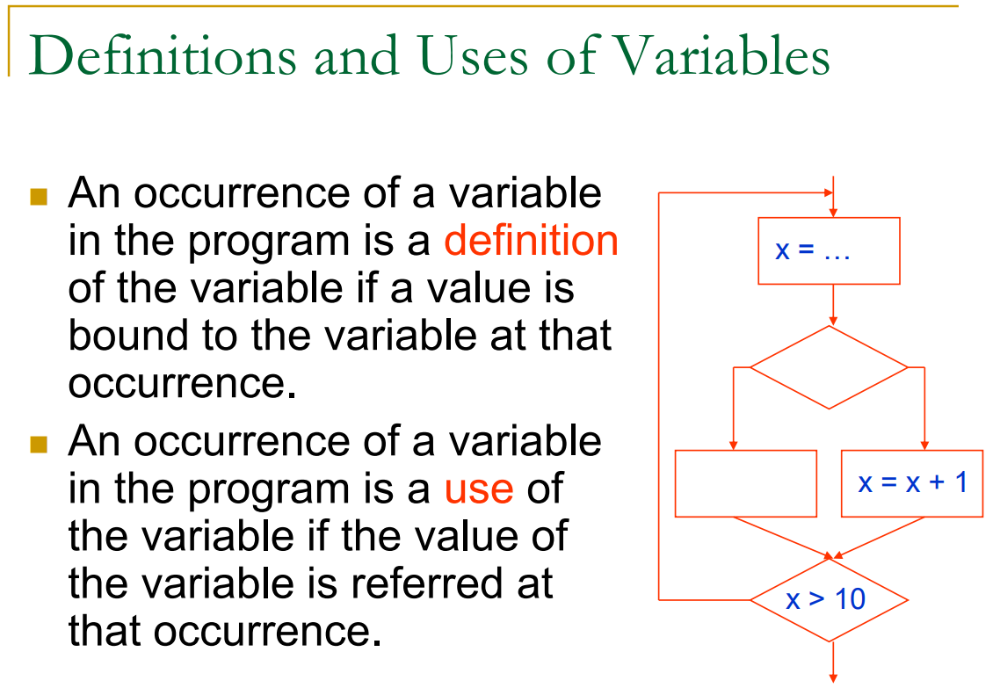 Definitions and Uses of Variables
An occurrence of a variable
in the program is a definition
of the variable if a value is
bound to the variable at that
occurrence.
An occurrence of a variable
in the program is a use of
the variable if the value of
the variable is referred at
that occurrence.
x = …
x = x + 1
x > 10